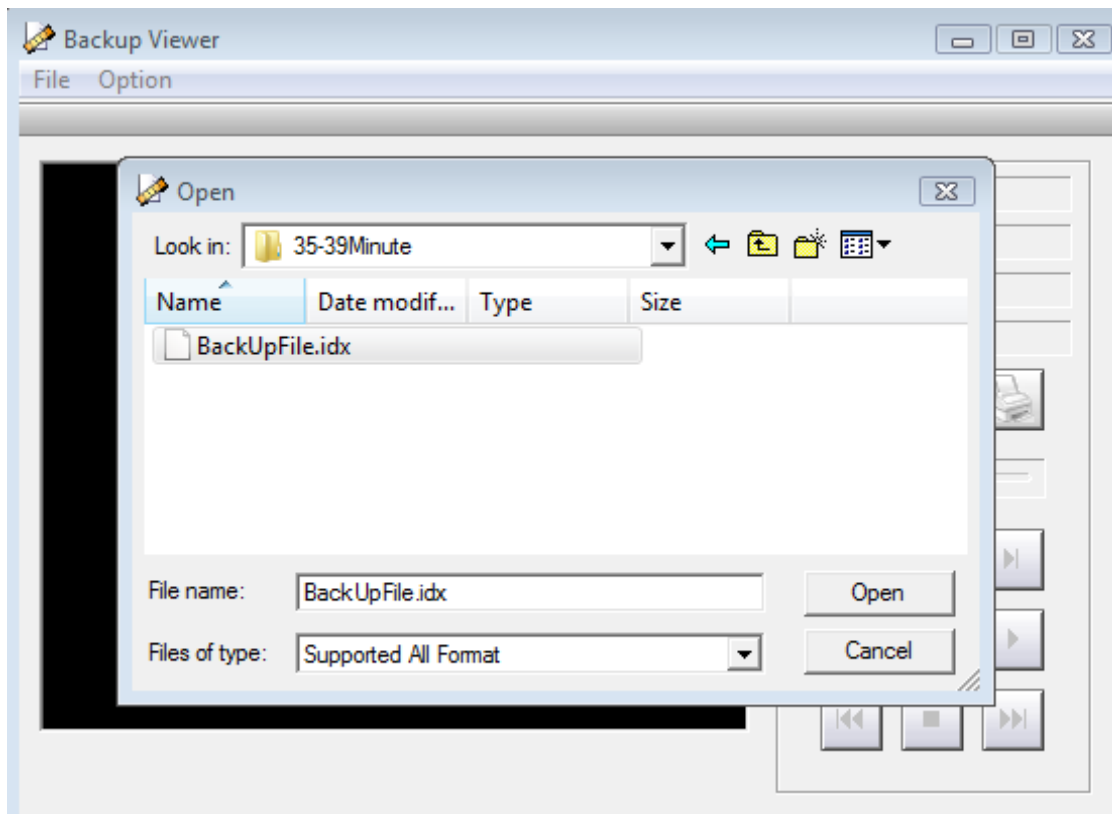 Backup Viewer
File Option
Open
Look in: 35-39Minute
Name Date modif... Type Size
BackUpFile.idx
File name: BackUpFile.idx Open
Files of type: Supported All Format Cancel